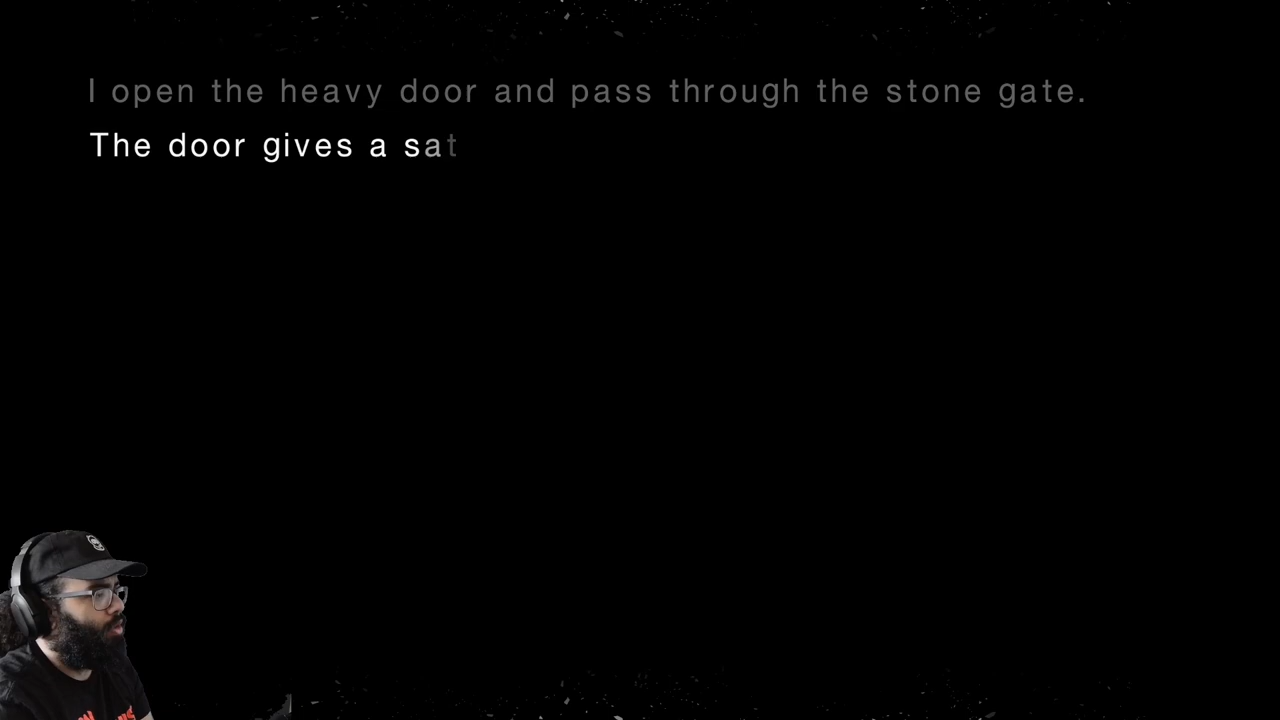 I open the heavy door and pass through the stone gate.
The door gives a sat